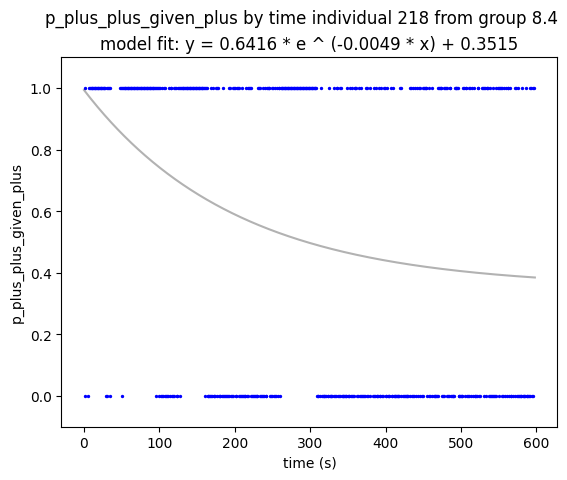 p_plus_plus_given_plus by time individual 218 from group 8.4
model fit: y = 0.6416 * e ^ (-0.0049 * x) + 0.3515
p_plus_plus_given_plus
1.0
0.8
0.6
0.4
0.2
0.0
0 100 200 300 400 500 600
time (s)